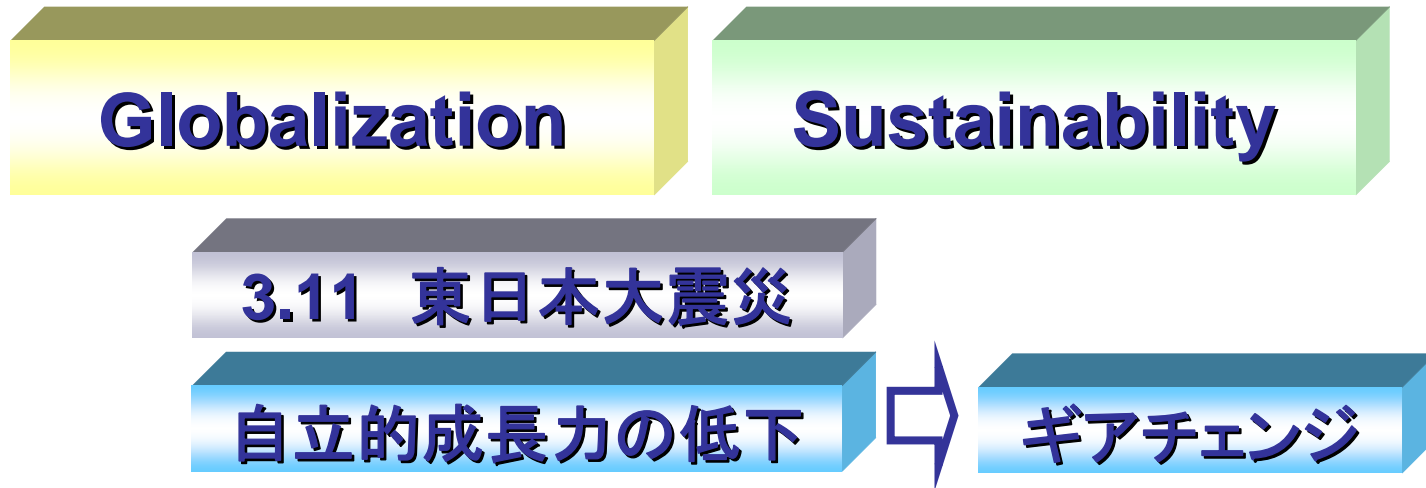 Globalization
Sustainability
3.11　東日本大震災
自立的成長力の低下
ギアチェンジ